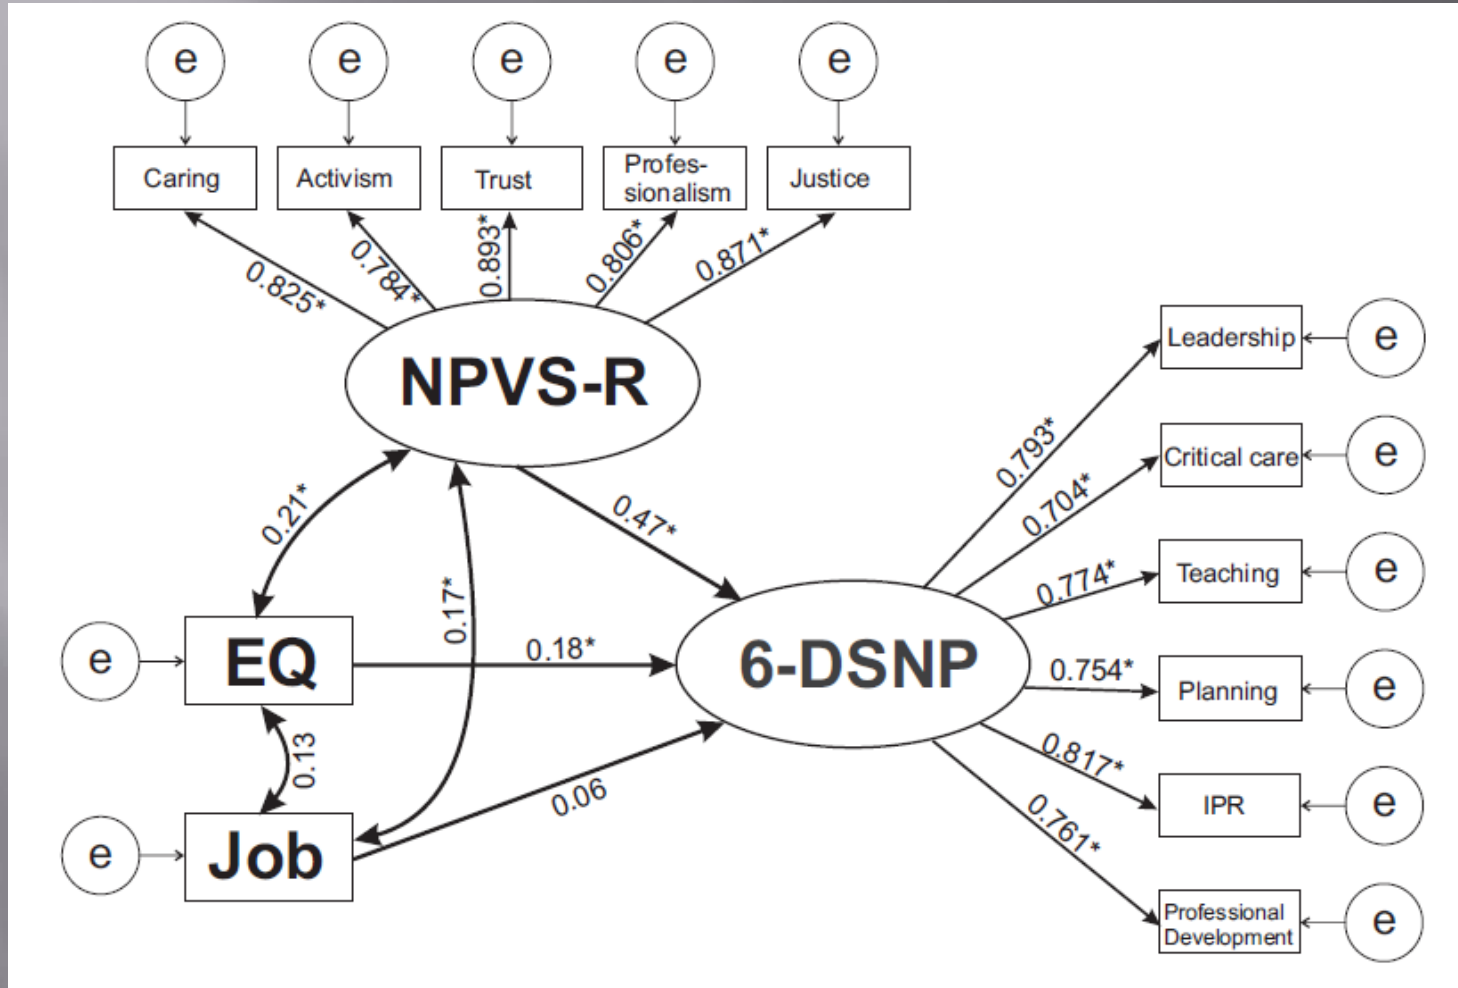 e e e e e
Caring
Activism
Trust
Profes-
sionalism
Justice
0.825*
0.784*
0.893*
0.806*
0.871*
NPVS-R
0.21*
0.17*
0.47*
e
EQ
0.18*
0.13
e
Job
0.06
6-DSNP
0.793*
Leadership
e
0.704*
Critical care
e
0.774*
Teaching
e
0.754*
Planning
e
0.817*
IPR
e
0.761*
Professional
Development
e